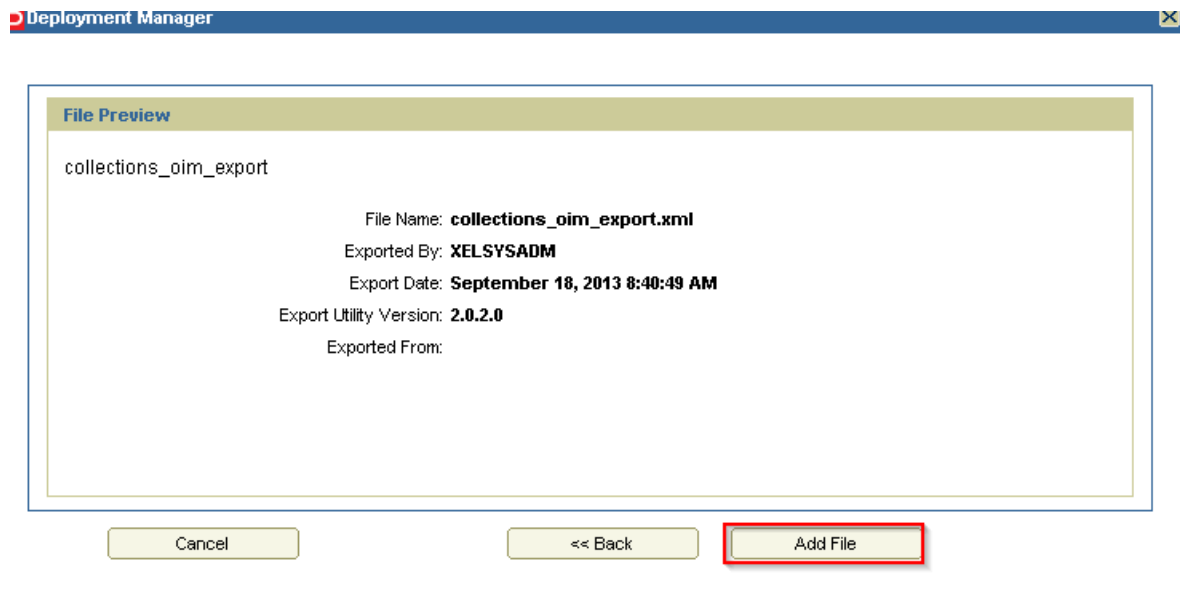 Deployment Manager
File Preview
collections_oim_export
File Name: collections_oim_export.xml
Exported By: XELSYSADM
Export Date: September 18, 2013 8:40:49 AM
Export Utility Version: 2.0.2.0
Exported From:
Cancel << Back Add File